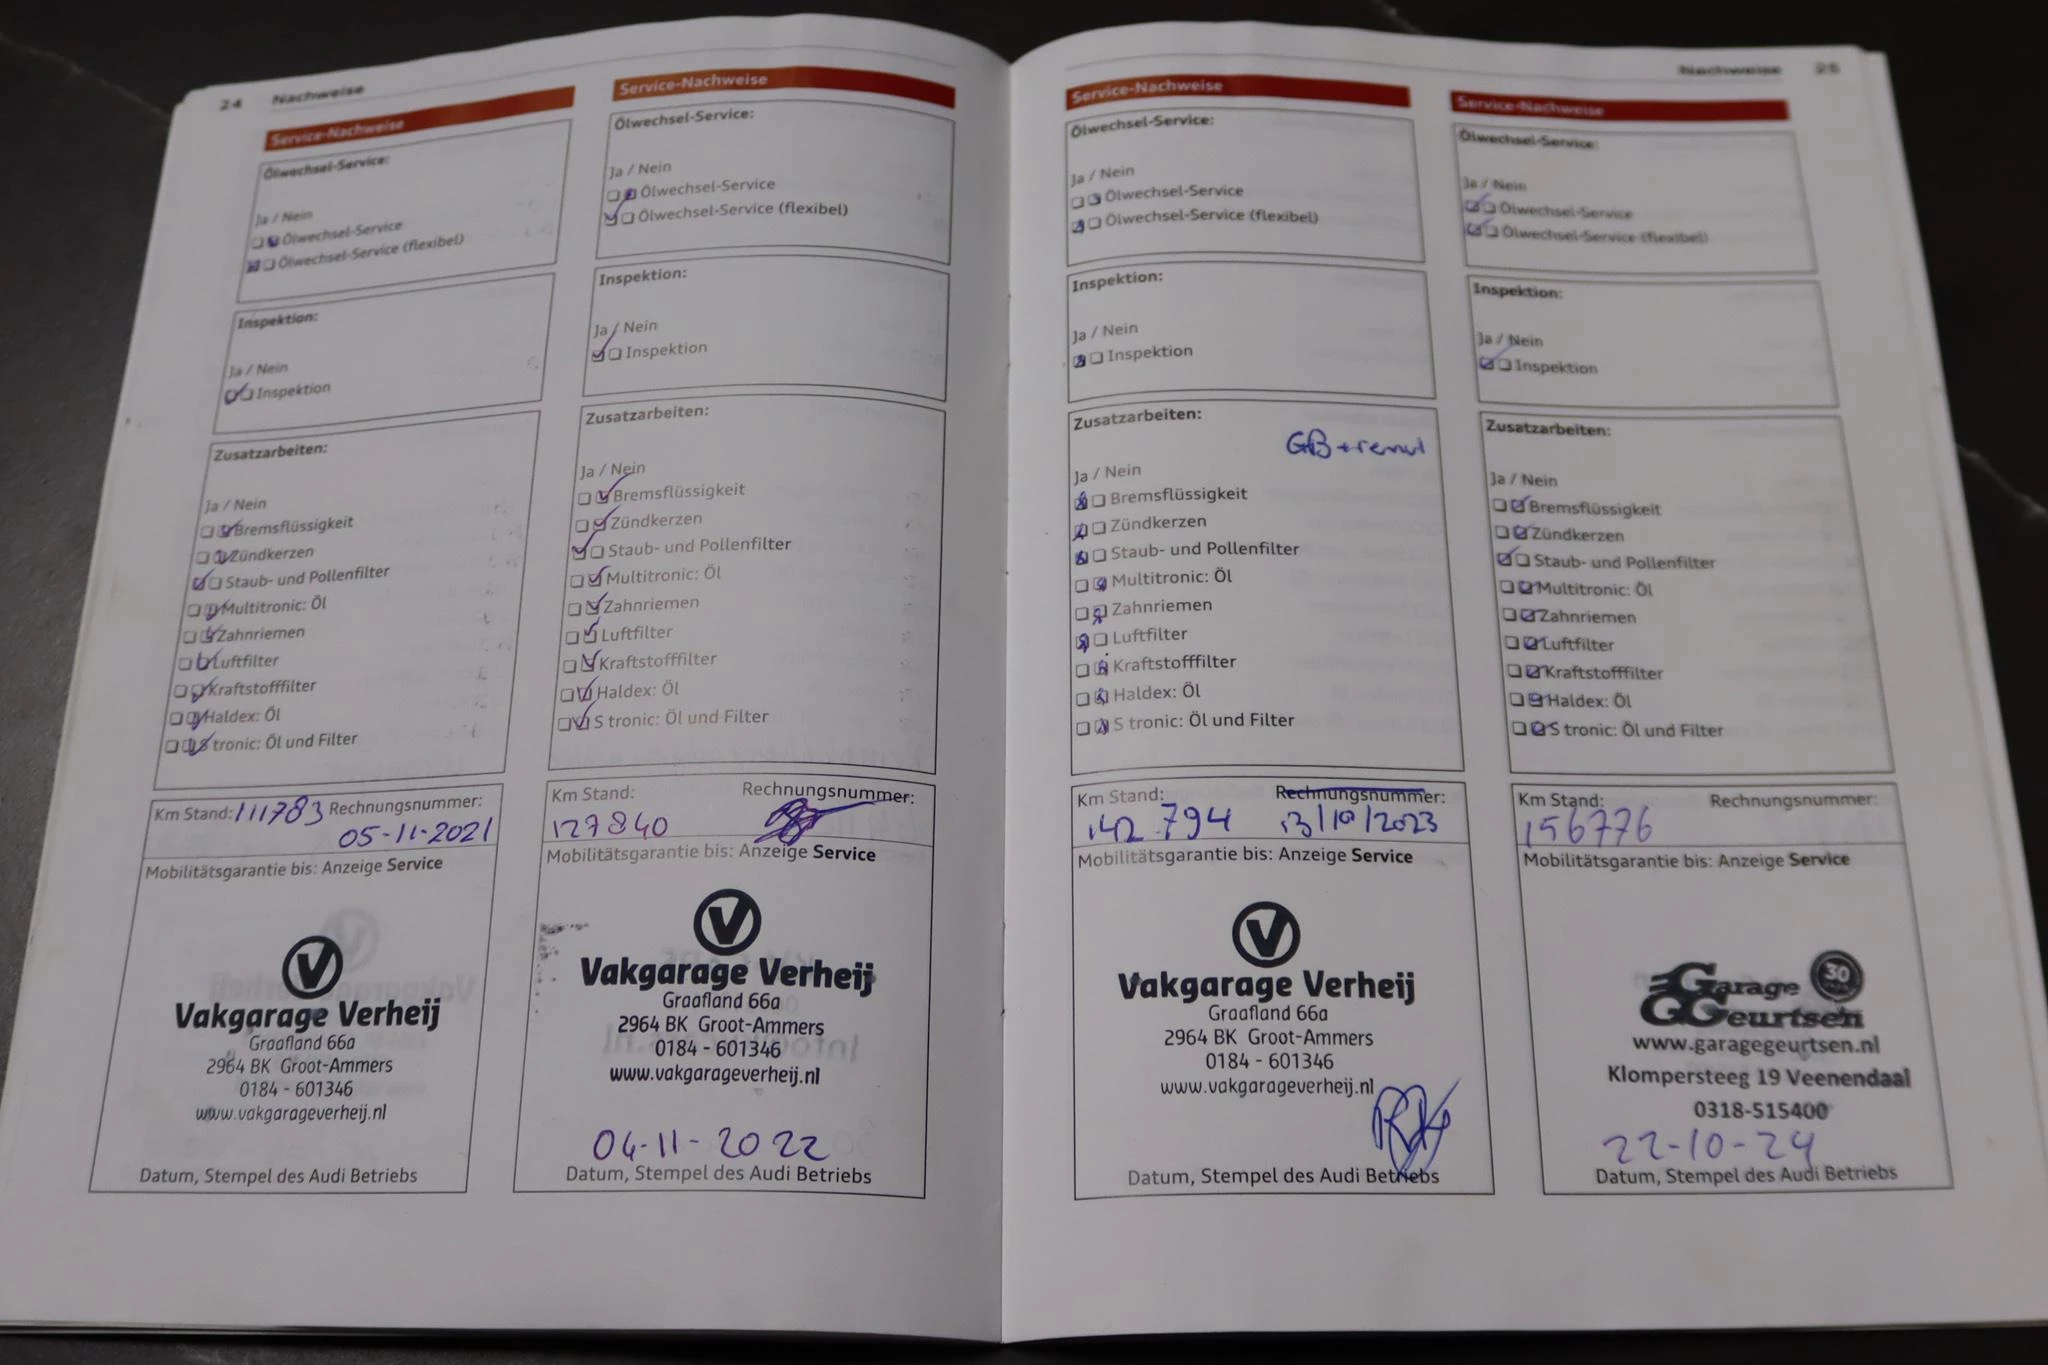 24 Nachweise
Service-Nachweise
Ölwechsel-Service:
Ja / Nein
Ölwechsel-Service
Ölwechsel-Service (flexibel)
Inspektion:
Ja / Nein
Inspektion
Zusatzarbeiten:
Ja / Nein
Bremsflüssigkeit
Zündkerzen
Staub- und Pollenfilter
Multitronic: Öl
Zahnriemen
Luftfilter
Kraftstofffilter
Haldex: Öl
S tronic: Öl und Filter
Km Stand: 111783 Rechnungsnummer:
05-11-2021
Mobilitätsgarantie bis: Anzeige Service
V
Vakgarage Verheij
Graafland 66a
2964 BK Groot-Ammers
0184 - 601346
www.vakgarageverheij.nl
Datum, Stempel des Audi Betriebs
Service-Nachweise
Ölwechsel-Service:
Ja / Nein
Ölwechsel-Service
Ölwechsel-Service (flexibel)
Inspektion:
Ja / Nein
Inspektion
Zusatzarbeiten:
Ja / Nein
Bremsflüssigkeit
Zündkerzen
Staub- und Pollenfilter
Multitronic: Öl
Zahnriemen
Luftfilter
Kraftstofffilter
Haldex: Öl
S tronic: Öl und Filter
Km Stand: Rechnungsnummer:
127840
Mobilitätsgarantie bis: Anzeige Service
V
Vakgarage Verheij
Graafland 66a
2964 BK Groot-Ammers
0184 - 601346
www.vakgarageverheij.nl
04-11-2022
Datum, Stempel des Audi Betriebs
Service-Nachweise
Ölwechsel-Service:
Ja / Nein
Ölwechsel-Service
Ölwechsel-Service (flexibel)
Inspektion:
Ja / Nein
Inspektion
Zusatzarbeiten:
Ja / Nein
Bremsflüssigkeit
Zündkerzen
Staub- und Pollenfilter
Multitronic: Öl
Zahnriemen
Luftfilter
Kraftstofffilter
Haldex: Öl
S tronic: Öl und Filter
Km Stand: Rechnungsnummer:
142.794 13/10/2023
Mobilitätsgarantie bis: Anzeige Service
V
Vakgarage Verheij
Graafland 66a
2964 BK Groot-Ammers
0184 - 601346
www.vakgarageverheij.nl
Datum, Stempel des Audi Betriebs
Nachweise 25
Service-Nachweise
Ölwechsel-Service:
Ja / Nein
Ölwechsel-Service
Ölwechsel-Service (flexibel)
Inspektion:
Ja / Nein
Inspektion
Zusatzarbeiten:
Ja / Nein
Bremsflüssigkeit
Zündkerzen
Staub- und Pollenfilter
Multitronic: Öl
Zahnriemen
Luftfilter
Kraftstofffilter
Haldex: Öl
S tronic: Öl und Filter
Km Stand: Rechnungsnummer:
156776
Mobilitätsgarantie bis: Anzeige Service
Garage 30
Geurtsen
www.garagegeurtsen.nl
Klompersteeg 19 Veenendaal
0318-515400
22-10-24
Datum, Stempel des Audi Betriebs